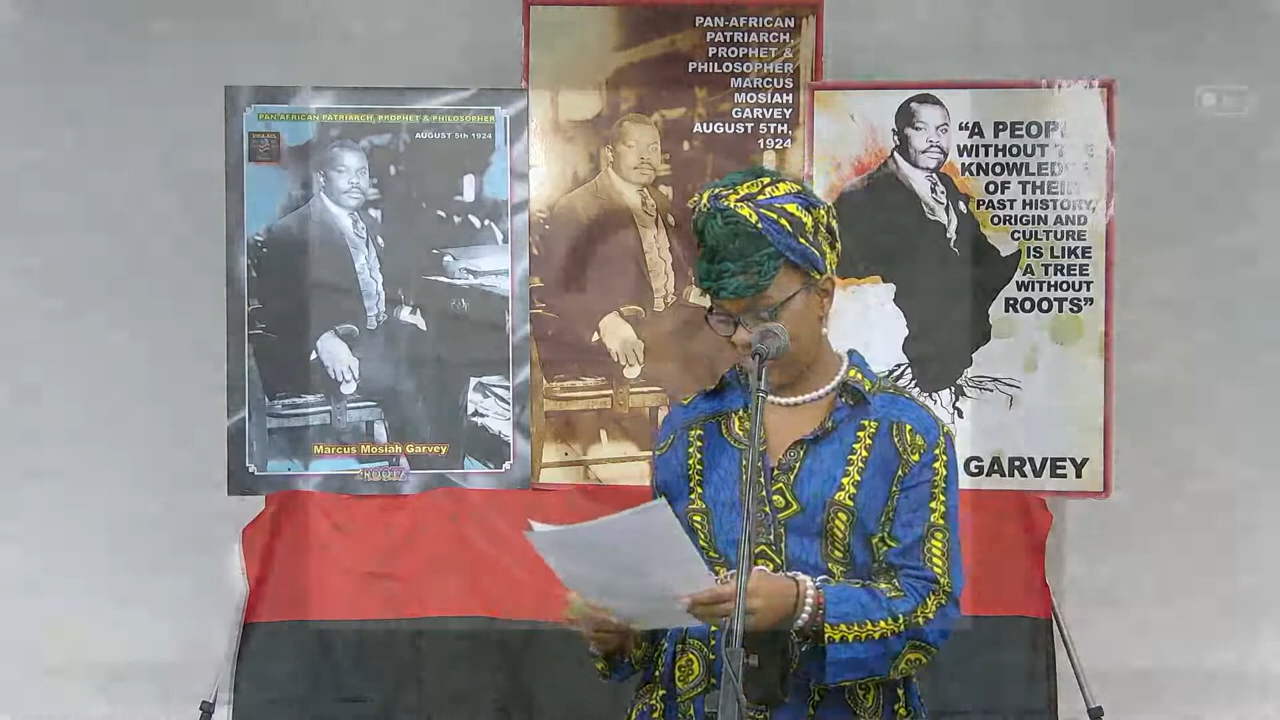 PAN-AFRICAN PATRIARCH, PROPHET & PHILOSOPHER
AUGUST 5th 1924
Marcus Mosiah Garvey
ROOTZ
PAN-AFRICAN
PATRIARCH,
PROPHET &
PHILOSOPHER
MARCUS
MOSIAH
GARVEY
AUGUST 5TH,
1924
“A PEOPL
WITHOUT T E
KNOWLED
OF THEIR
PAST HISTORY,
ORIGIN AND
CULTURE
IS LIKE
A TREE
WITHOUT
ROOTS”
GARVEY